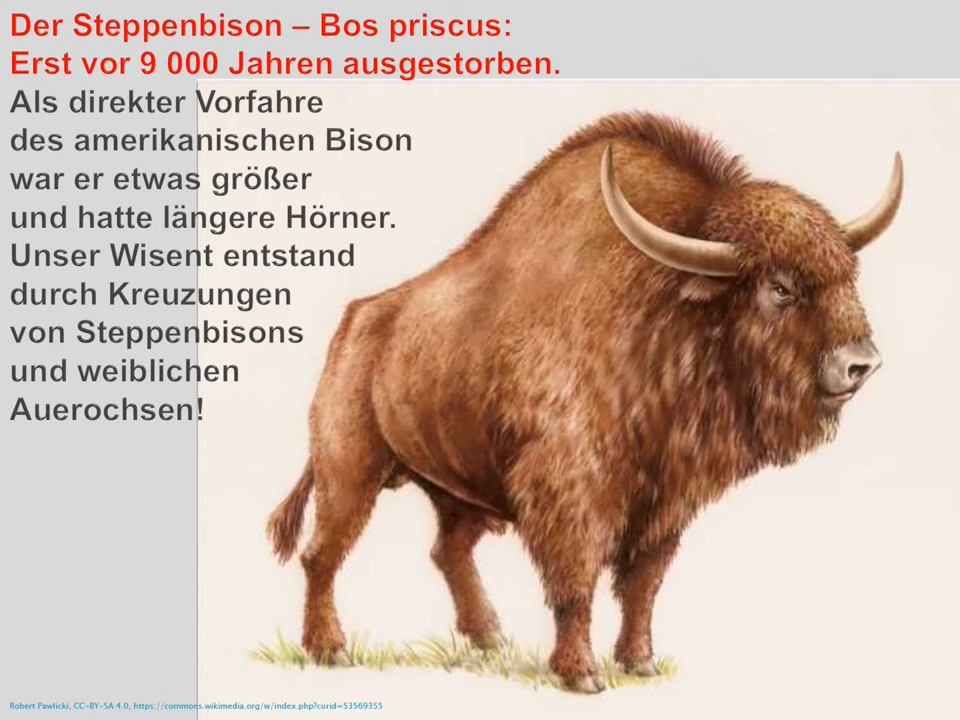 Der Steppenbison – Bos priscus:
Erst vor 9 000 Jahren ausgestorben.
Als direkter Vorfahre
des amerikanischen Bison
war er etwas größer
und hatte längere Hörner.
Unser Wisent entstand
durch Kreuzungen
von Steppenbisons
und weiblichen
Auerochsen!
Robert Pawlicki, CC-BY-SA 4.0, https://commons.wikimedia.org/w/index.php?curid=53569355